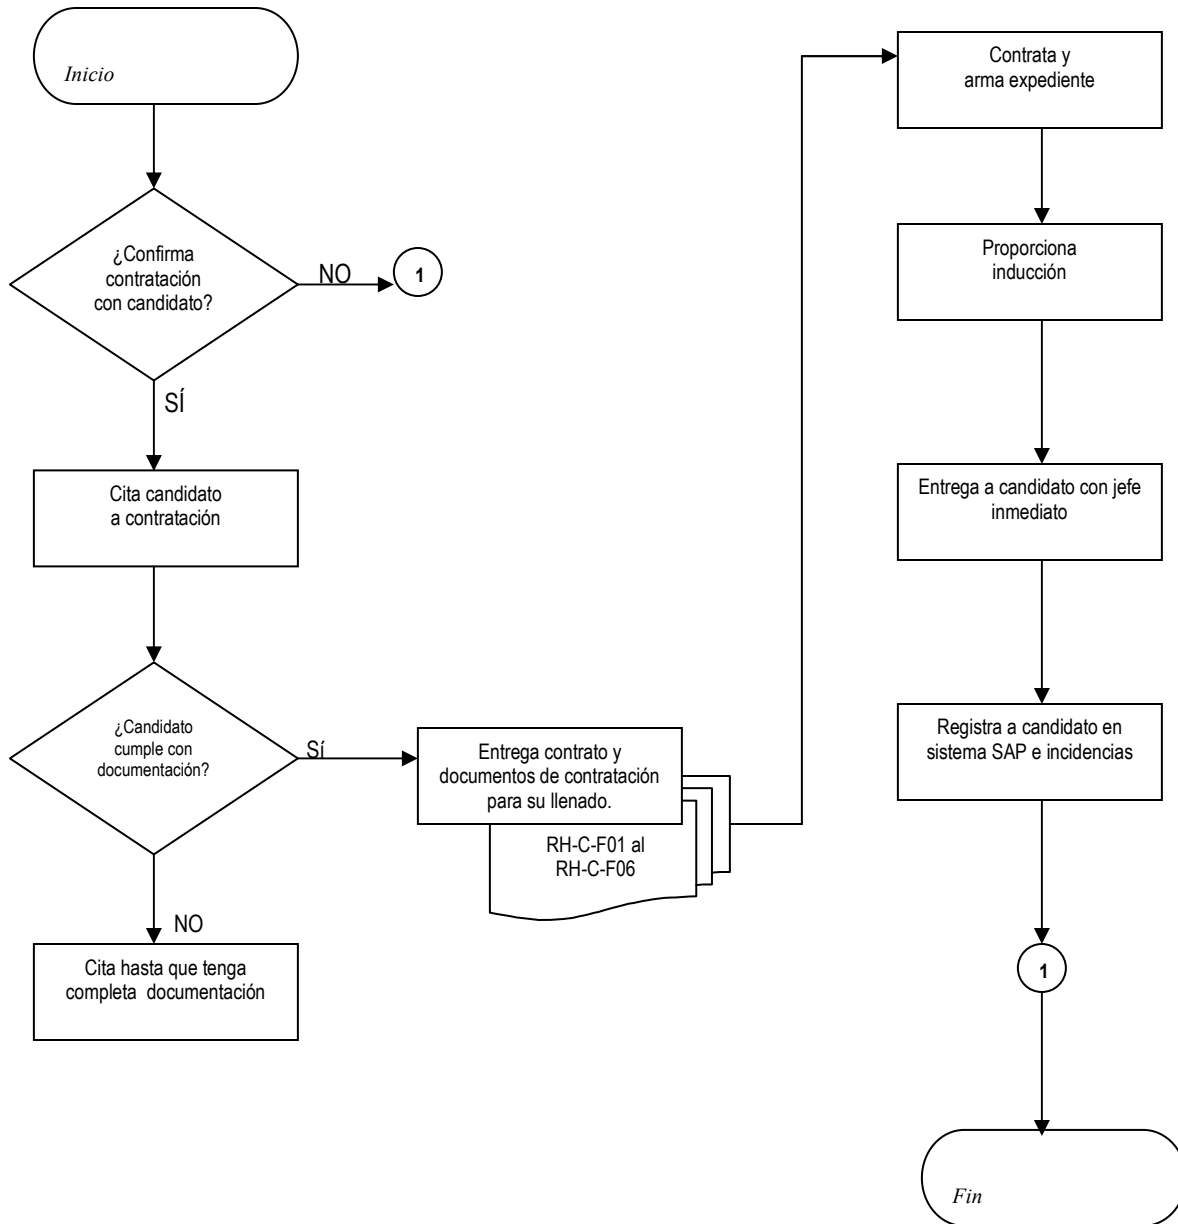 Inicio
¿Confirma
contratación
con candidato?
NO
1
SÍ
Cita candidato
a contratación
¿Candidato
cumple con
documentación?
Sí
NO
Cita hasta que tenga
completa  documentación
Entrega contrato y
documentos de contratación
para su llenado.
RH-C-F01 al
RH-C-F06
Contrata y
arma expediente
Proporciona
inducción
Entrega a candidato con jefe
inmediato
Registra a candidato en
sistema SAP e incidencias
1
Fin